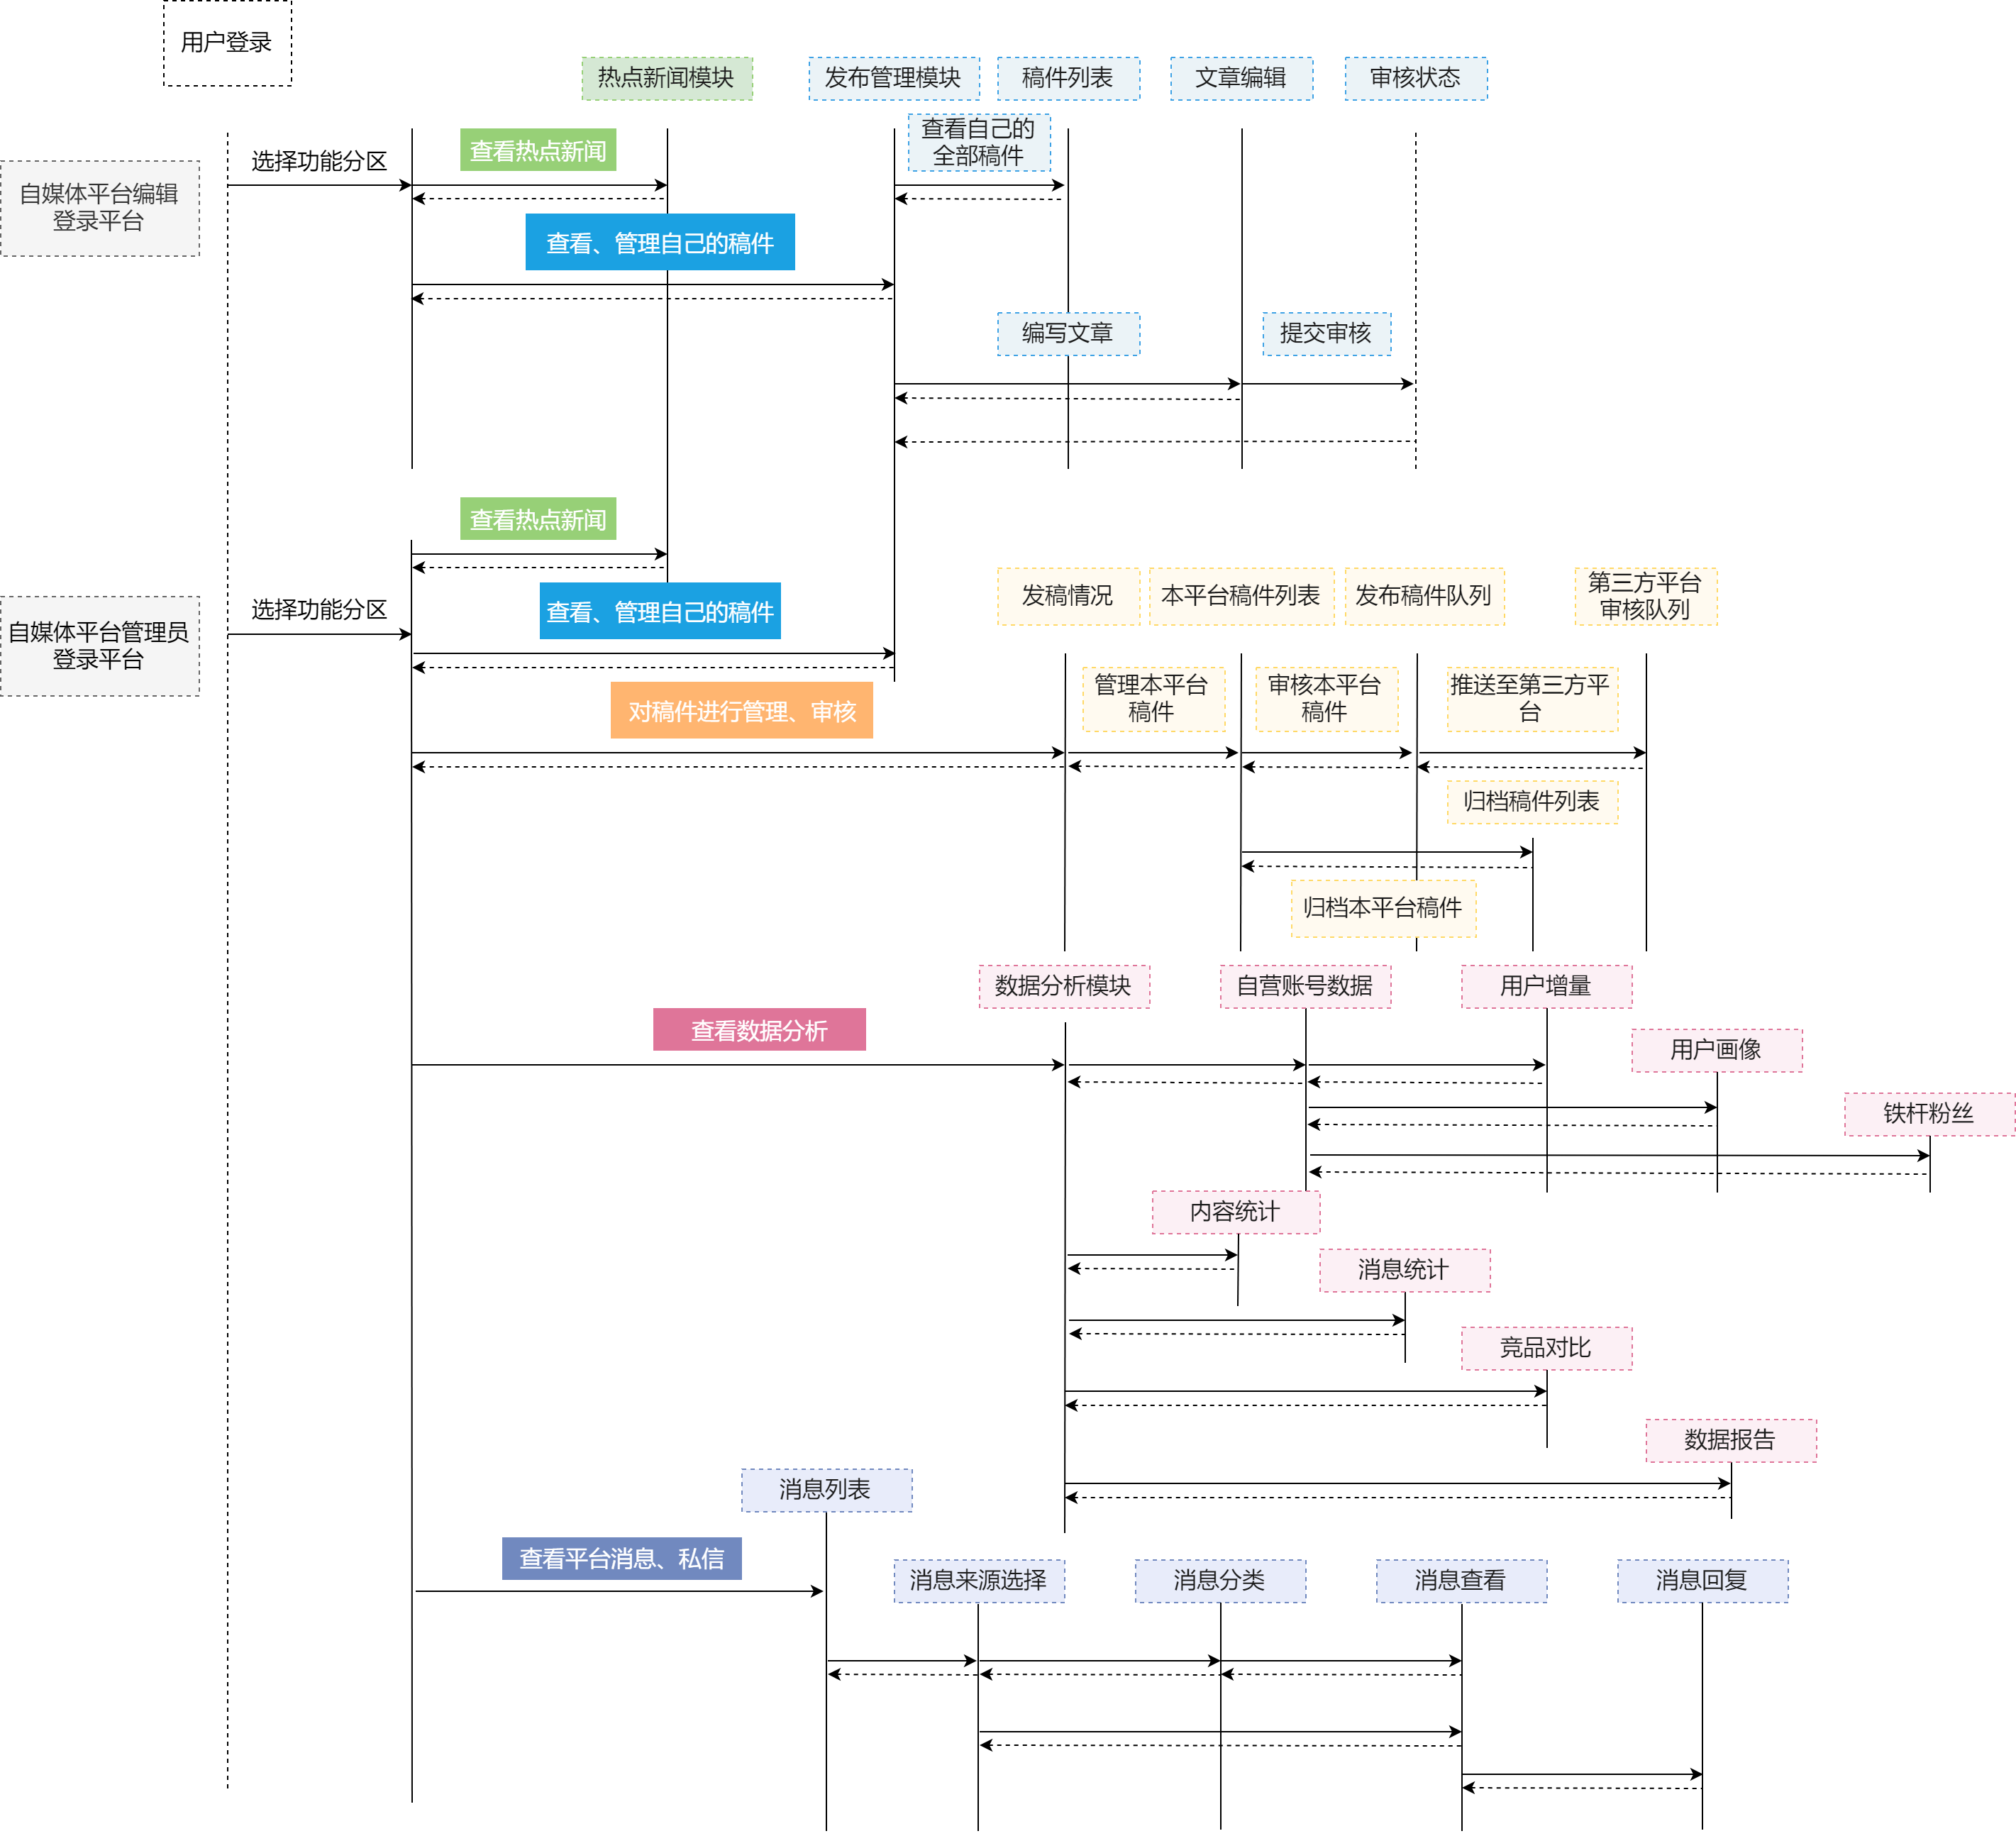 用户登录
热点新闻模块
发布管理模块
稿件列表
文章编辑
审核状态
查看自己的
全部稿件
查看热点新闻
选择功能分区
自媒体平台编辑
登录平台
查看、管理自己的稿件
编写文章
提交审核
查看热点新闻
选择功能分区
自媒体平台管理员
登录平台
查看、管理自己的稿件
发稿情况
本平台稿件列表
发布稿件队列
第三方平台
审核队列
对稿件进行管理、审核
管理本平台
稿件
审核本平台
稿件
推送至第三方平
台
归档稿件列表
归档本平台稿件
数据分析模块
自营账号数据
用户增量
查看数据分析
用户画像
铁杆粉丝
内容统计
消息统计
竞品对比
数据报告
消息列表
查看平台消息、私信
消息来源选择
消息分类
消息查看
消息回复